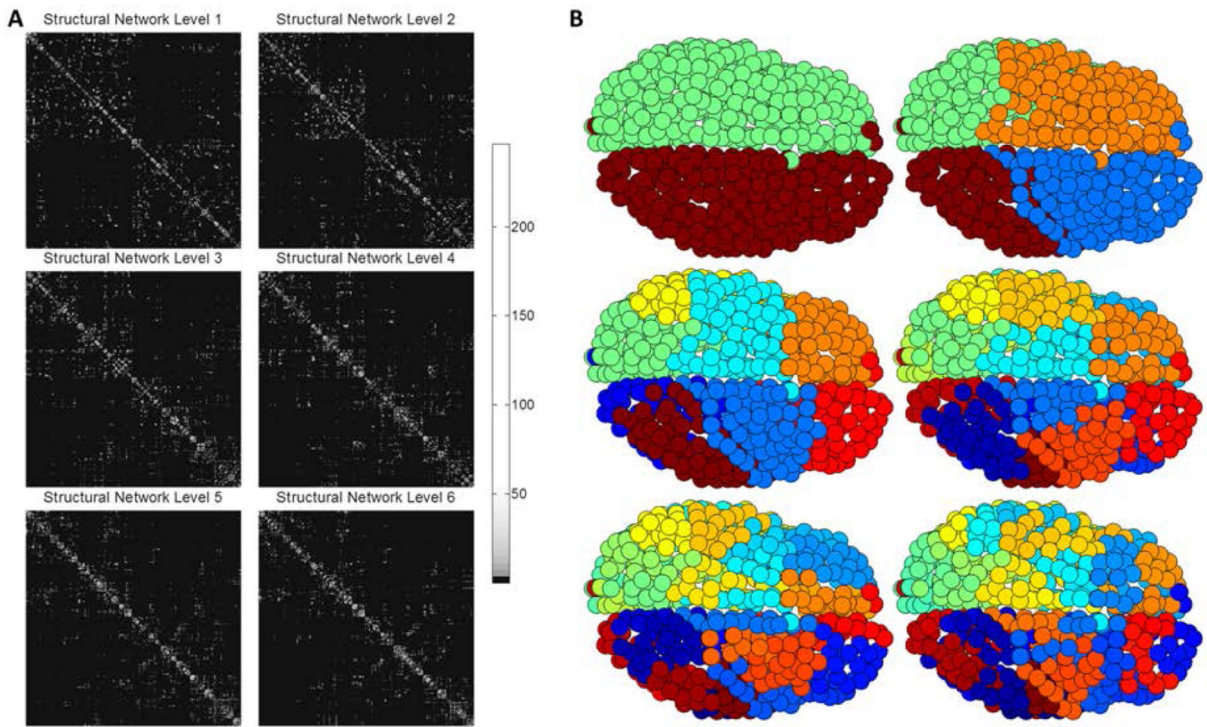 A
B
Structural Network Level 1
Structural Network Level 2
200
150
100
50
Structural Network Level 3
Structural Network Level 4
Structural Network Level 5
Structural Network Level 6